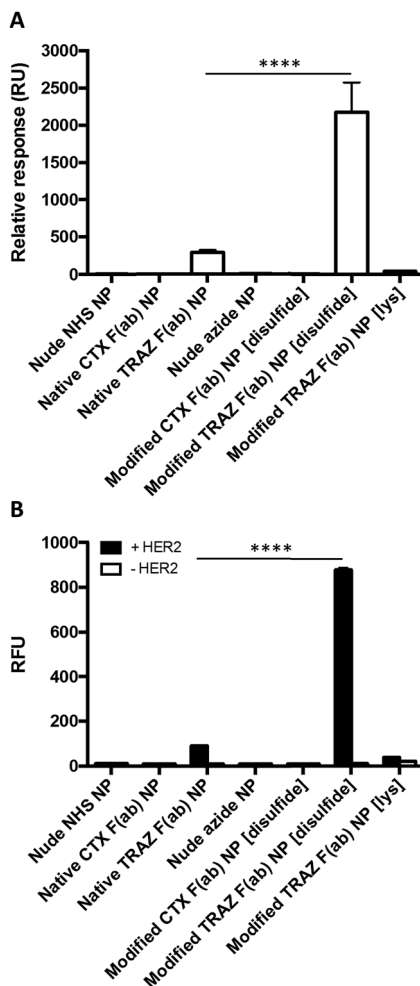 A
Relative response (RU)
3000
2500
2000
1500
1000
500
0
****
Nude NHS NP
Native CTX F(ab) NP
Native TRAZ F(ab) NP
Nude azide NP
Modified CTX F(ab) NP [disulfide]
Modified TRAZ F(ab) NP [disulfide]
Modified TRAZ F(ab) NP [lys]
B
RFU
1000
800
600
400
200
0
+ HER2
- HER2
****
Nude NHS NP
Native CTX F(ab) NP
Native TRAZ F(ab) NP
Nude azide NP
Modified CTX F(ab) NP [disulfide]
Modified TRAZ F(ab) NP [disulfide]
Modified TRAZ F(ab) NP [lys]